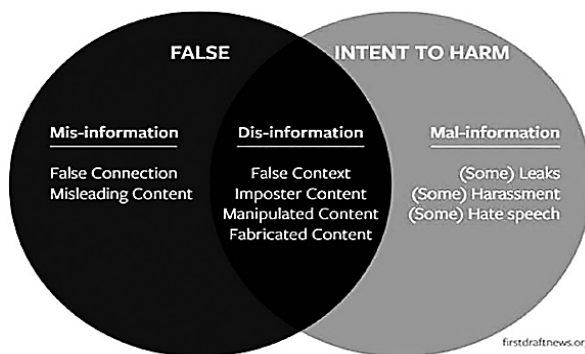 FALSE
INTENT TO HARM
Mis-information
False Connection
Misleading Content
Dis-information
False Context
Imposter Content
Manipulated Content
Fabricated Content
Mal-information
(Some) Leaks
(Some) Harassment
(Some) Hate speech
firstdraftnews.or